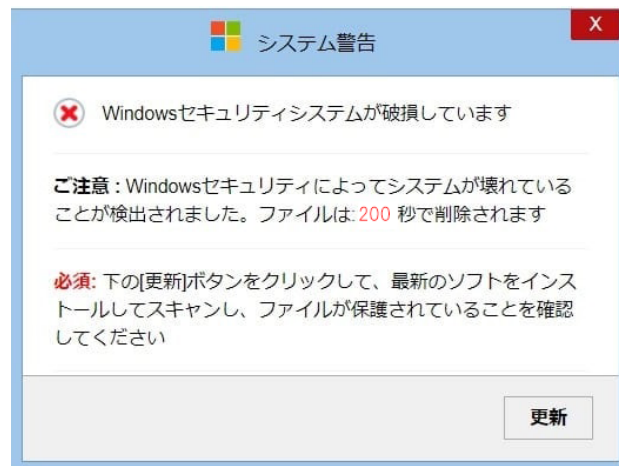 システム警告
X
Windowsセキュリティシステムが破損しています
ご注意 : Windowsセキュリティによってシステムが壊れている
ことが検出されました。ファイルは:200 秒で削除されます
必須: 下の[更新]ボタンをクリックして、最新のソフトをインス
トールしてスキャンし、ファイルが保護されていることを確認
してください
更新